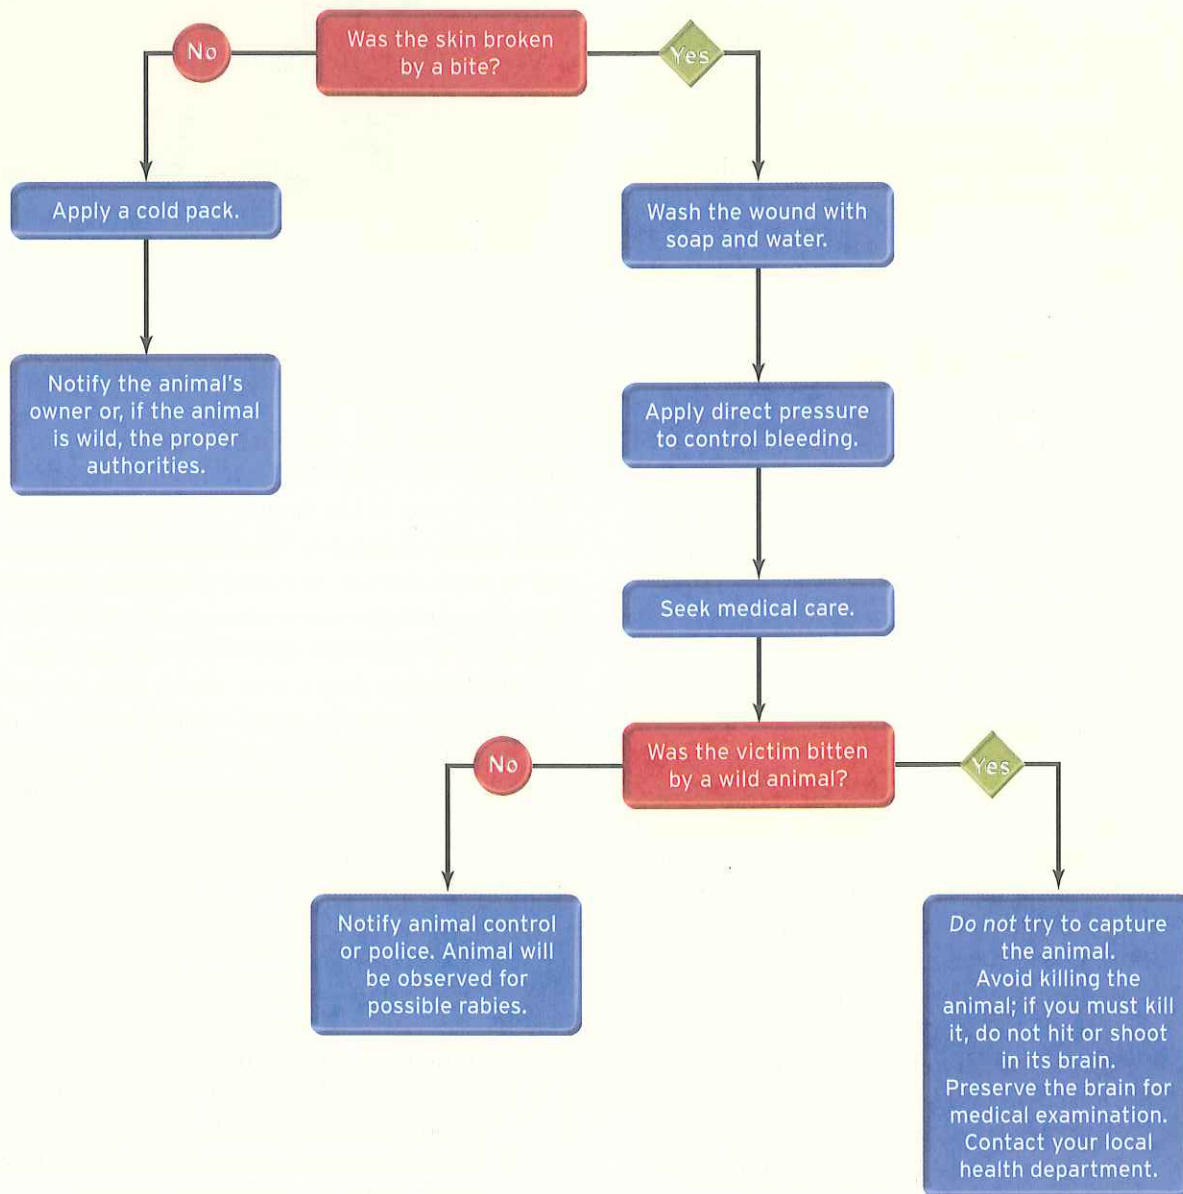 No
Was the skin broken
by a bite?
Yes
Apply a cold pack.
Notify the animal's
owner or, if the animal
is wild, the proper
authorities.
Wash the wound with
soap and water.
Apply direct pressure
to control bleeding.
Seek medical care.
No
Was the victim bitten
by a wild animal?
Yes
Notify animal control
or police. Animal will
be observed for
possible rabies.
Do not try to capture
the animal.
Avoid killing the
animal; if you must kill
it, do not hit or shoot
in its brain.
Preserve the brain for
medical examination.
Contact your local
health department.